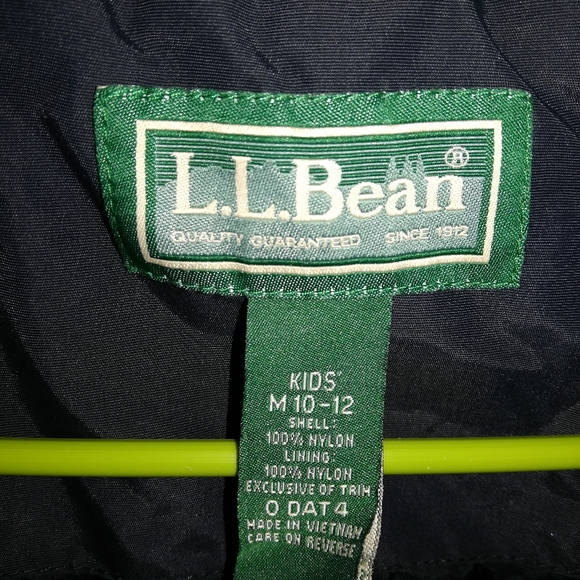 L.L.Bean®
QUALITY GUARANTEED SINCE 1912
KIDS'
M 10-12
SHELL:
100% NYLON
LINING:
100% NYLON
EXCLUSIVE OF TRIM
O DAT4
MADE IN VIETNAM
CARE ON REVERSE